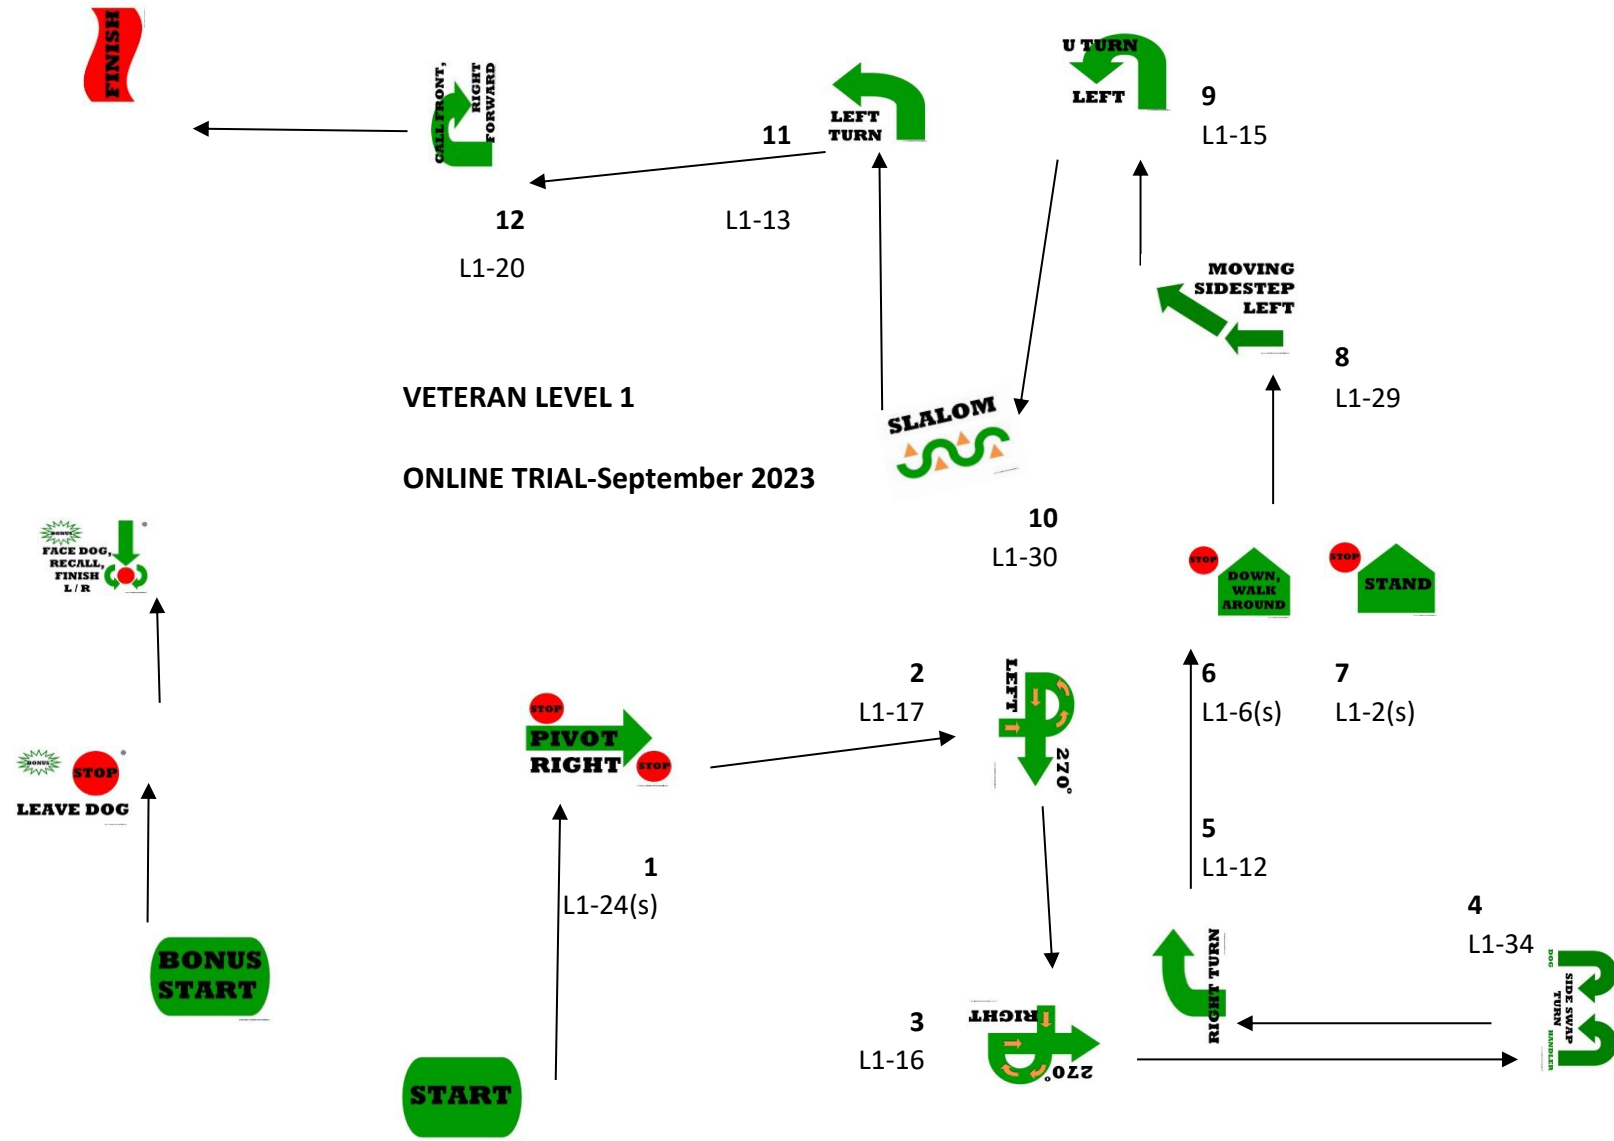 FINISH
CALL FRONT,
RIGHT
FORWARD
12
L1-20
11
L1-13
LEFT
TURN
U TURN
LEFT
9
L1-15
MOVING
SIDESTEP
LEFT
8
L1-29
VETERAN LEVEL 1
ONLINE TRIAL-September 2023
SLALOM
10
L1-30
STOP
DOWN,
WALK
AROUND
6
L1-6(s)
STOP
STAND
7
L1-2(s)
BONUS
FACE DOG,
RECALL,
FINISH
L / R
BONUS
STOP
LEAVE DOG
BONUS
START
STOP
PIVOT
RIGHT
STOP
1
L1-24(s)
START
2
L1-17
LEFT
270°
3
L1-16
RIGHT
270°
5
L1-12
RIGHT TURN
4
L1-34
DOG
SIDE SWAP
TURN
HANDLER